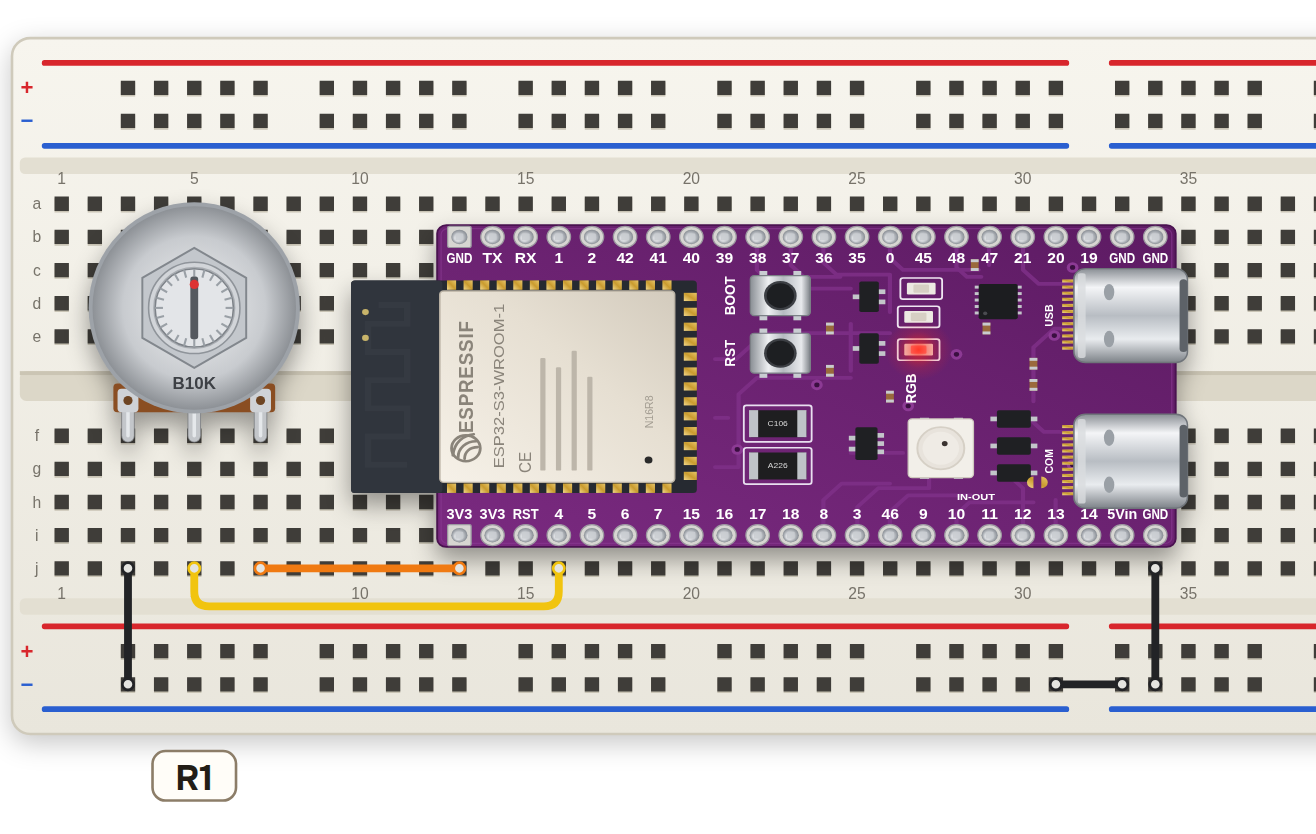 +
−
1 5 10 15 20 25 30 35
a
b
c
d
e
f
g
h
i
j
B10K
GND TX RX 1 2 42 41 40 39 38 37 36 35 0 45 48 47 21 20 19 GND GND
BOOT
RST
ESPRESSIF
ESP32-S3-WROOM-1
CE
N16R8
C106
A226
RGB
USB
COM
IN-OUT
3V3 3V3 RST 4 5 6 7 15 16 17 18 8 3 46 9 10 11 12 13 14 5Vin GND
1 10 15 20 25 30 35
+
−
R1